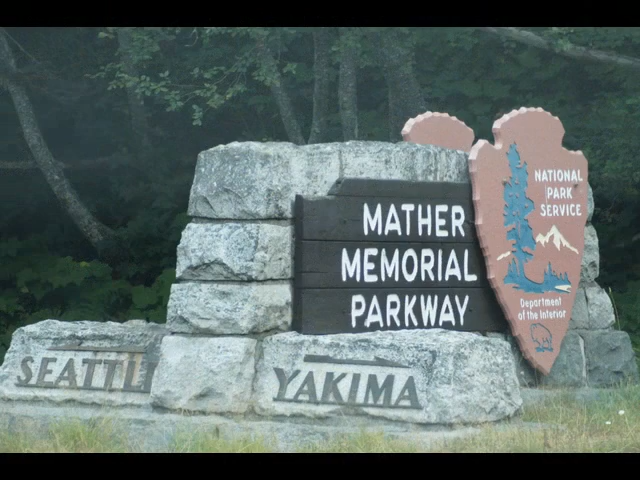 MATHER
MEMORIAL
PARKWAY
NATIONAL
PARK
SERVICE
Department
of the Interior
SEATTLE
YAKIMA